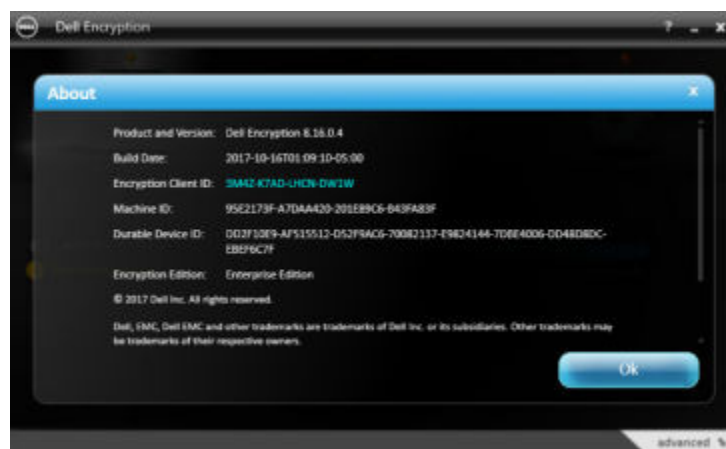 DELL Dell Encryption ? - x
About x
Product and Version: Dell Encryption 8.16.0.4
Build Date: 2017-10-16T01:09:10-05:00
Encryption Client ID: 3M4Z-K7AD-LHCN-DW1W
Machine ID: 95E2173F-A7DAA420-201E89C6-B43FA83F
Durable Device ID: DD2F10E9-AF515512-D52F9AC6-70082137-E9824144-7DBE4006-DD48D8DC-
EBEF6C7F
Encryption Edition: Enterprise Edition
© 2017 Dell Inc. All rights reserved.
Dell, EMC, Dell EMC and other trademarks are trademarks of Dell Inc. or its subsidiaries. Other trademarks may
be trademarks of their respective owners.
Ok
advanced